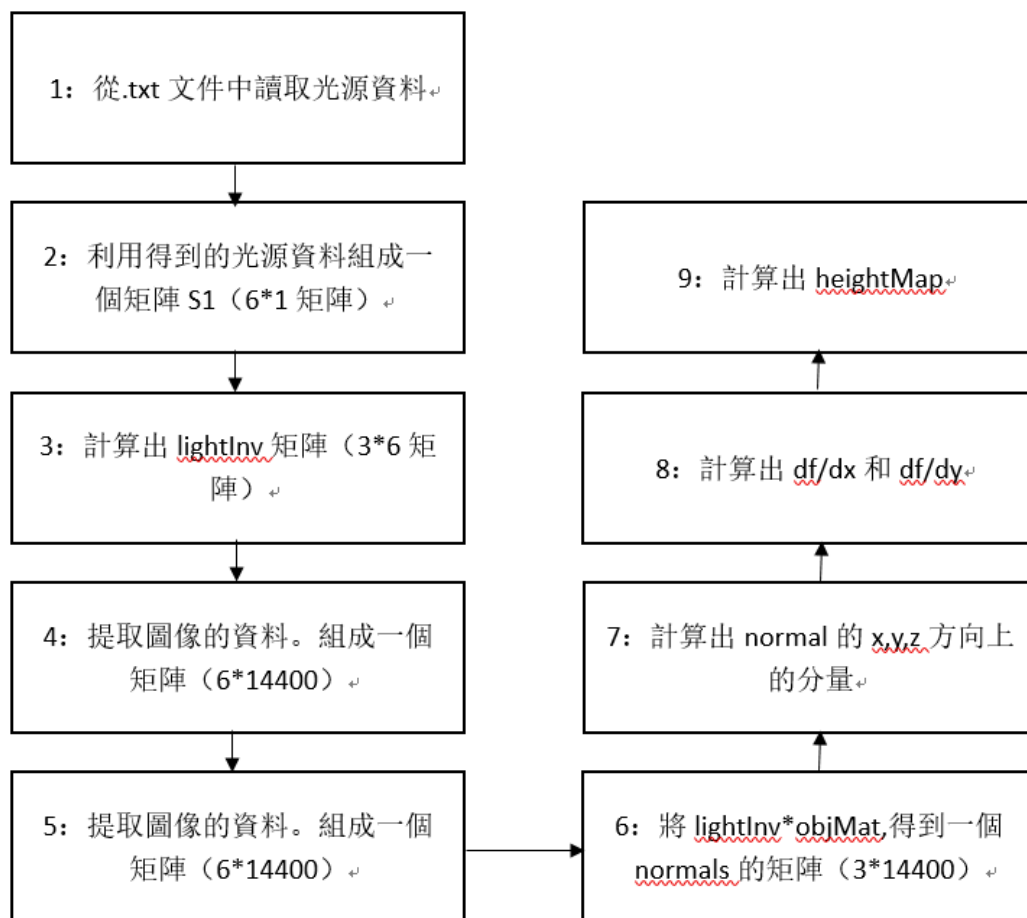 1：從.txt 文件中讀取光源資料
2：利用得到的光源資料組成一
個矩陣 S1（6*1 矩陣）
3：計算出 lightInv 矩陣（3*6 矩
陣）
4：提取圖像的資料。組成一個
矩陣（6*14400）
5：提取圖像的資料。組成一個
矩陣（6*14400）
6：將 lightInv*objMat,得到一個
normals 的矩陣（3*14400）
7：計算出 normal 的 x,y,z 方向上
的分量
8：計算出 df/dx 和 df/dy
9：計算出 heightMap